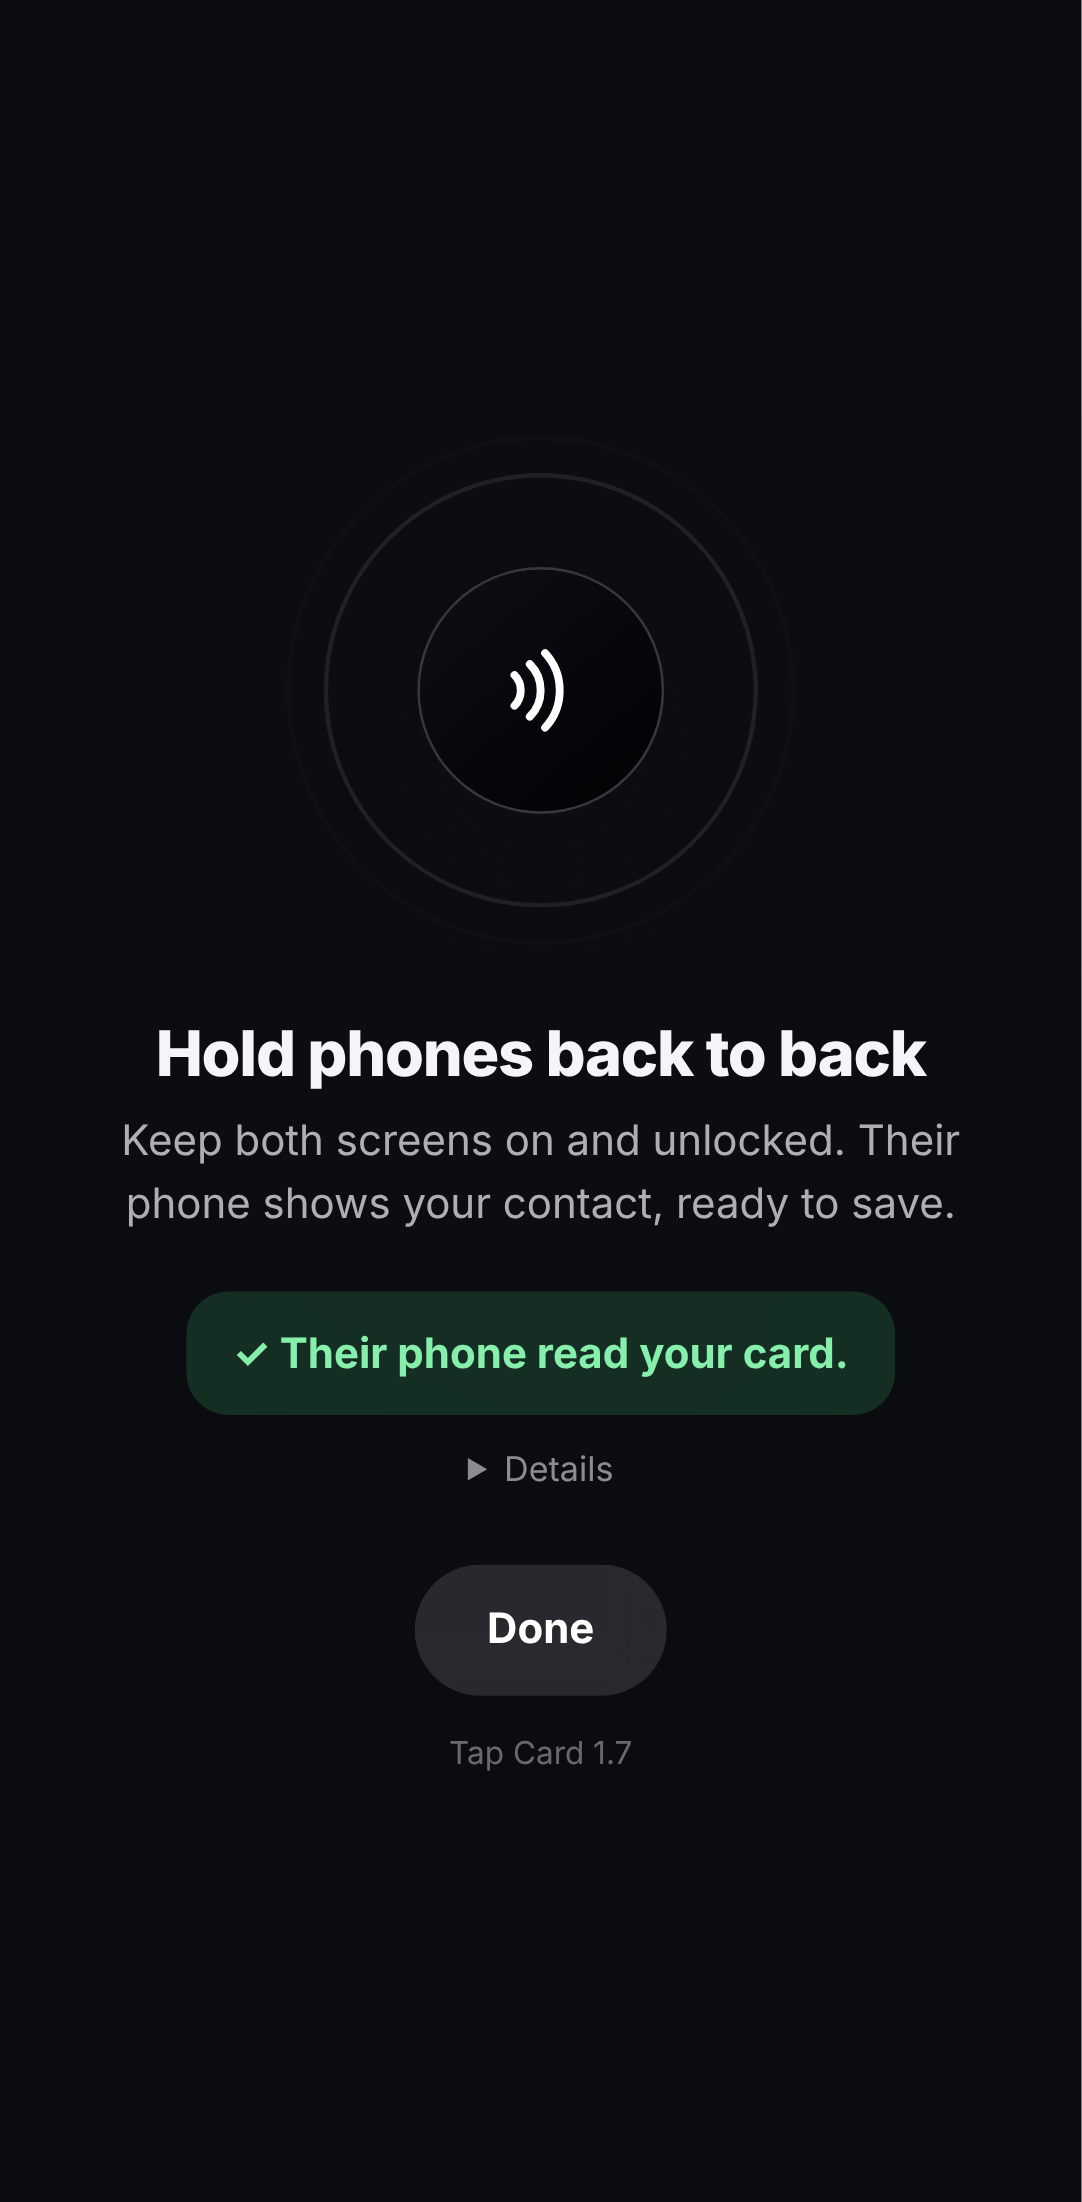 Hold phones back to back
Keep both screens on and unlocked. Their
phone shows your contact, ready to save.
✓ Their phone read your card.
▶ Details
Done
Tap Card 1.7